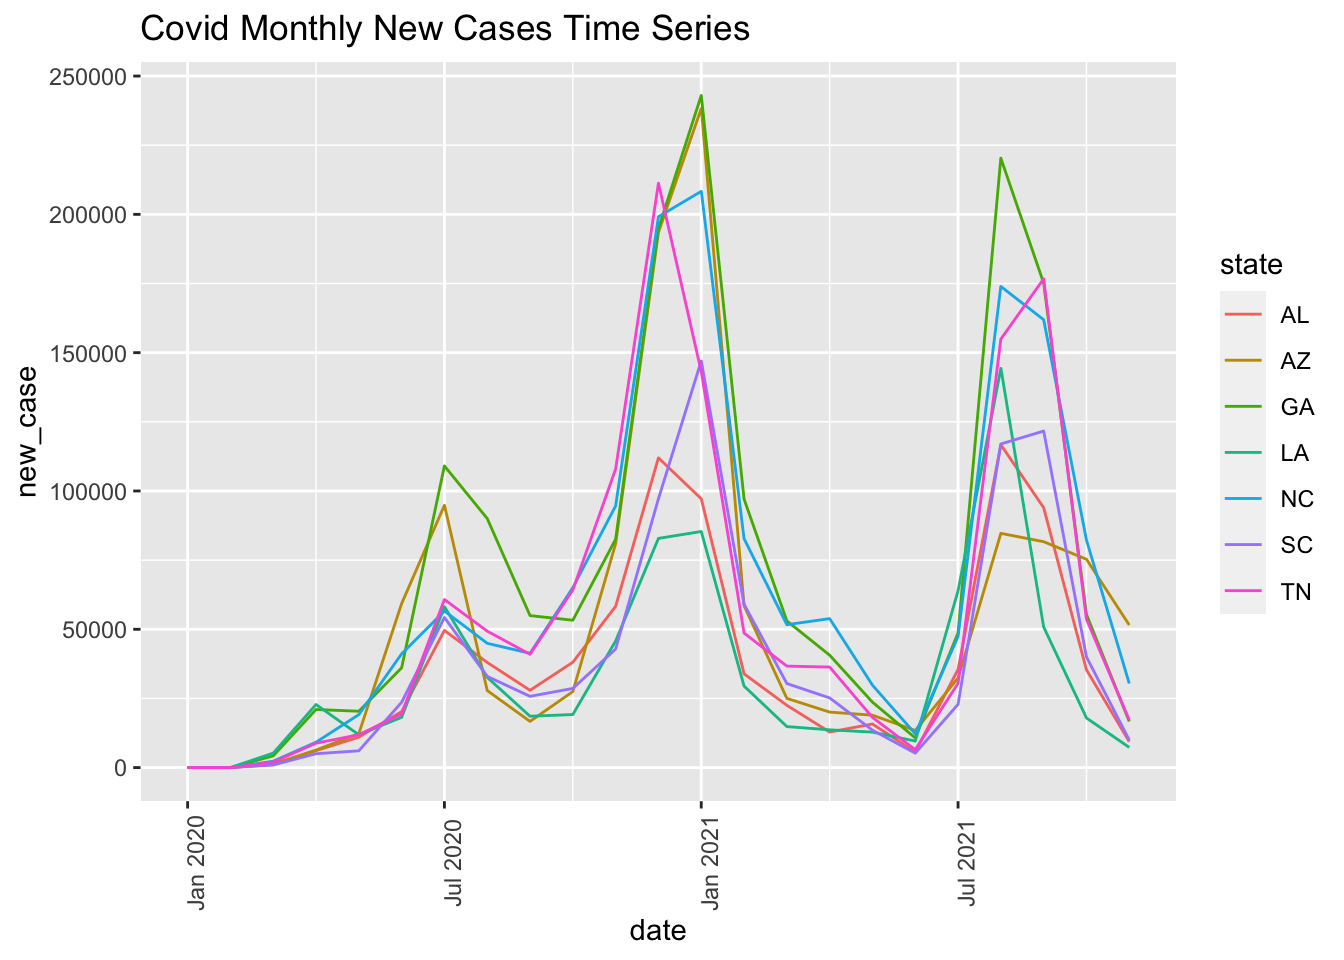 Covid Monthly New Cases Time Series
250000
200000
150000
100000
50000
0
new_case
Jan 2020
Jul 2020
Jan 2021
Jul 2021
date
state
AL
AZ
GA
LA
NC
SC
TN